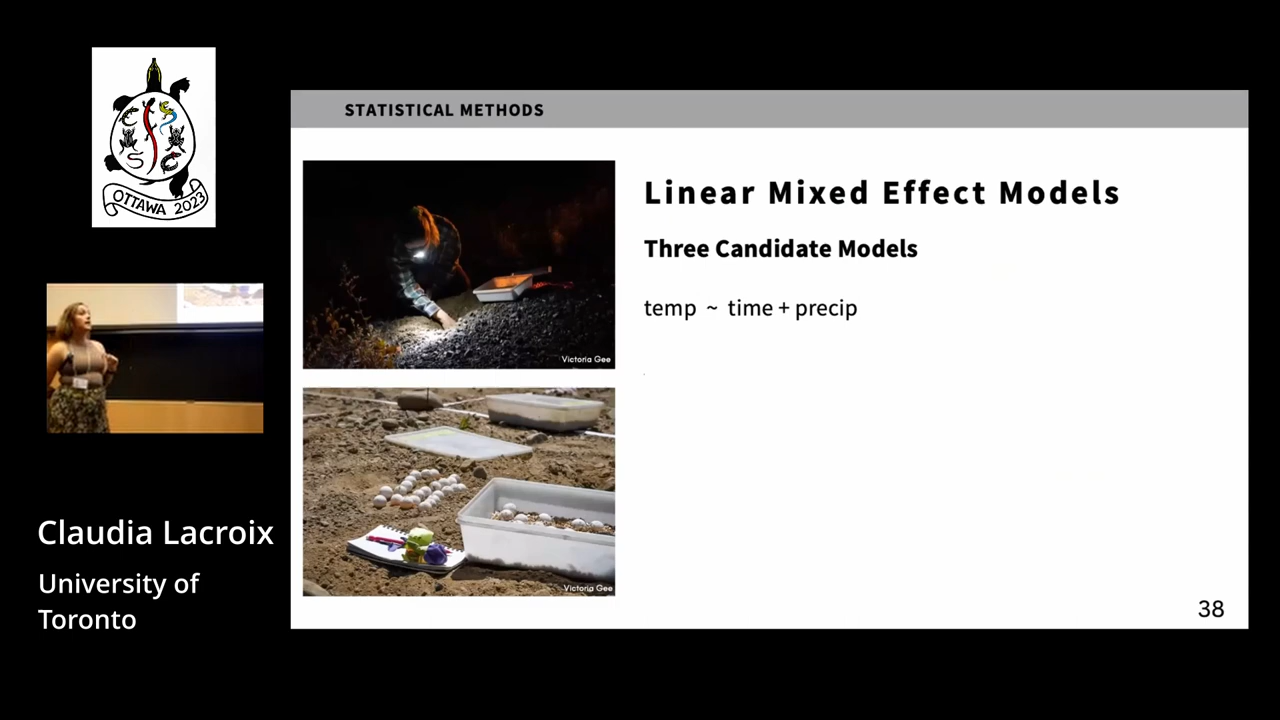 C
S
C
OTTAWA 2023
STATISTICAL METHODS
Linear Mixed Effect Models
Three Candidate Models
temp ~ time + precip
Victoria Gee
Victoria Gee
Claudia Lacroix
University of
Toronto
38